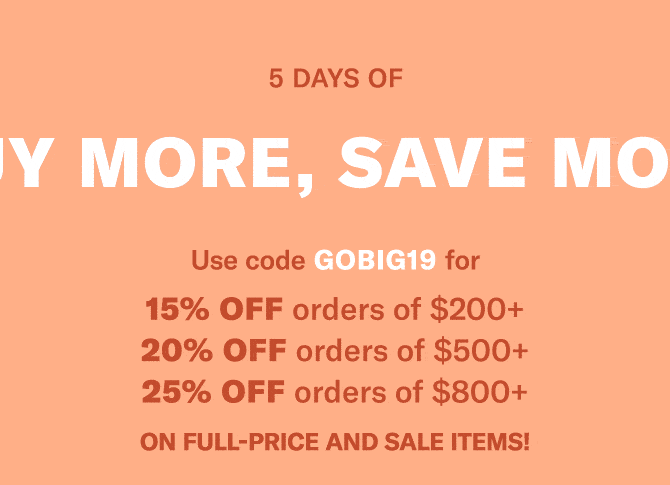 5 DAYS OF
UY MORE, SAVE MO
Use code GOBIG19 for
15% OFF orders of $200+
20% OFF orders of $500+
25% OFF orders of $800+
ON FULL-PRICE AND SALE ITEMS!